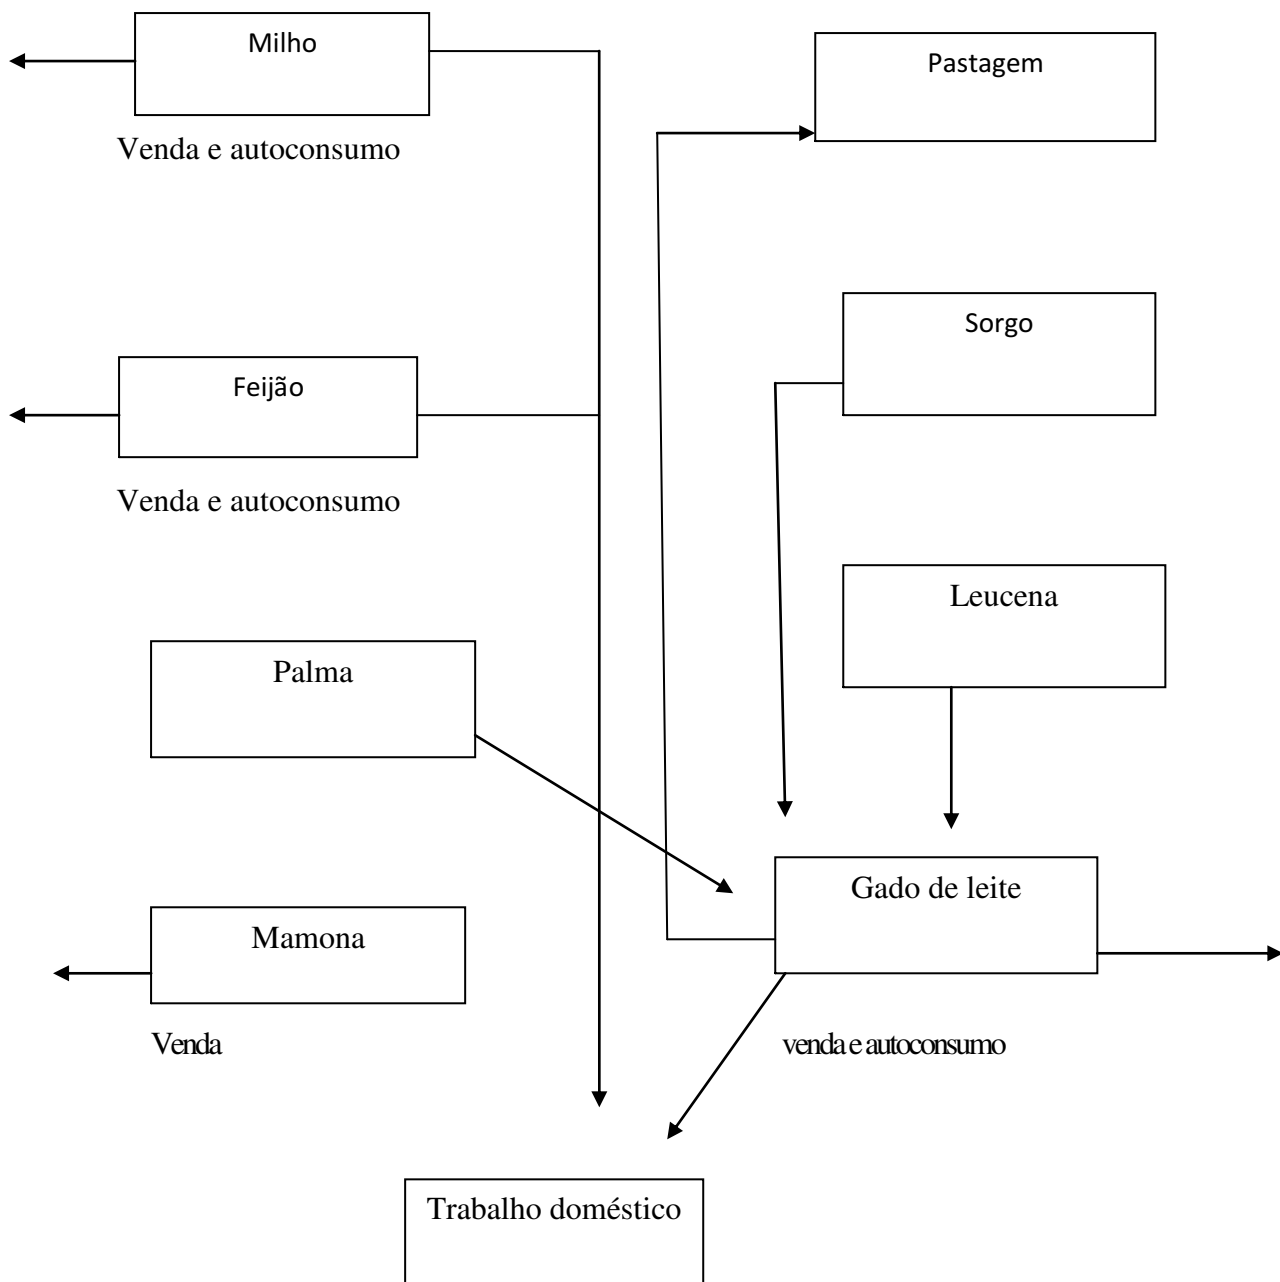 Milho
Pastagem
Venda e autoconsumo
Sorgo
Feijão
Venda e autoconsumo
Leucena
Palma
Gado de leite
Mamona
Venda
venda e autoconsumo
Trabalho doméstico